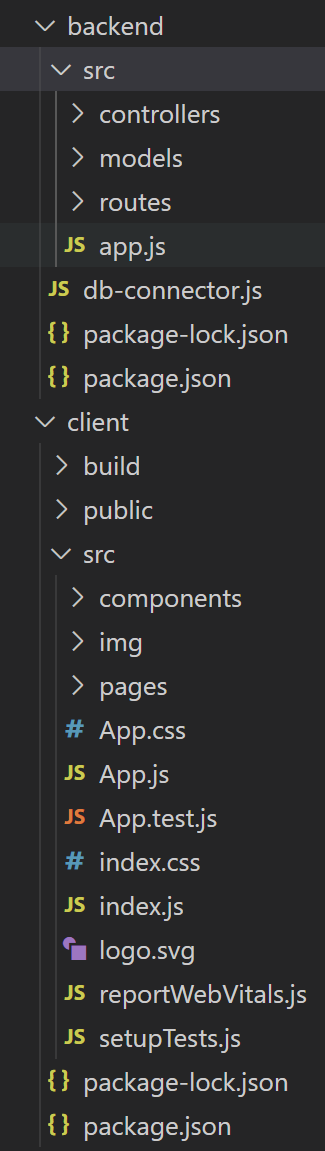 backend
src
controllers
models
routes
JS app.js
JS db-connector.js
{} package-lock.json
{} package.json
client
build
public
src
components
img
pages
# App.css
JS App.js
JS App.test.js
# index.css
JS index.js
logo.svg
JS reportWebVitals.js
JS setupTests.js
{} package-lock.json
{} package.json